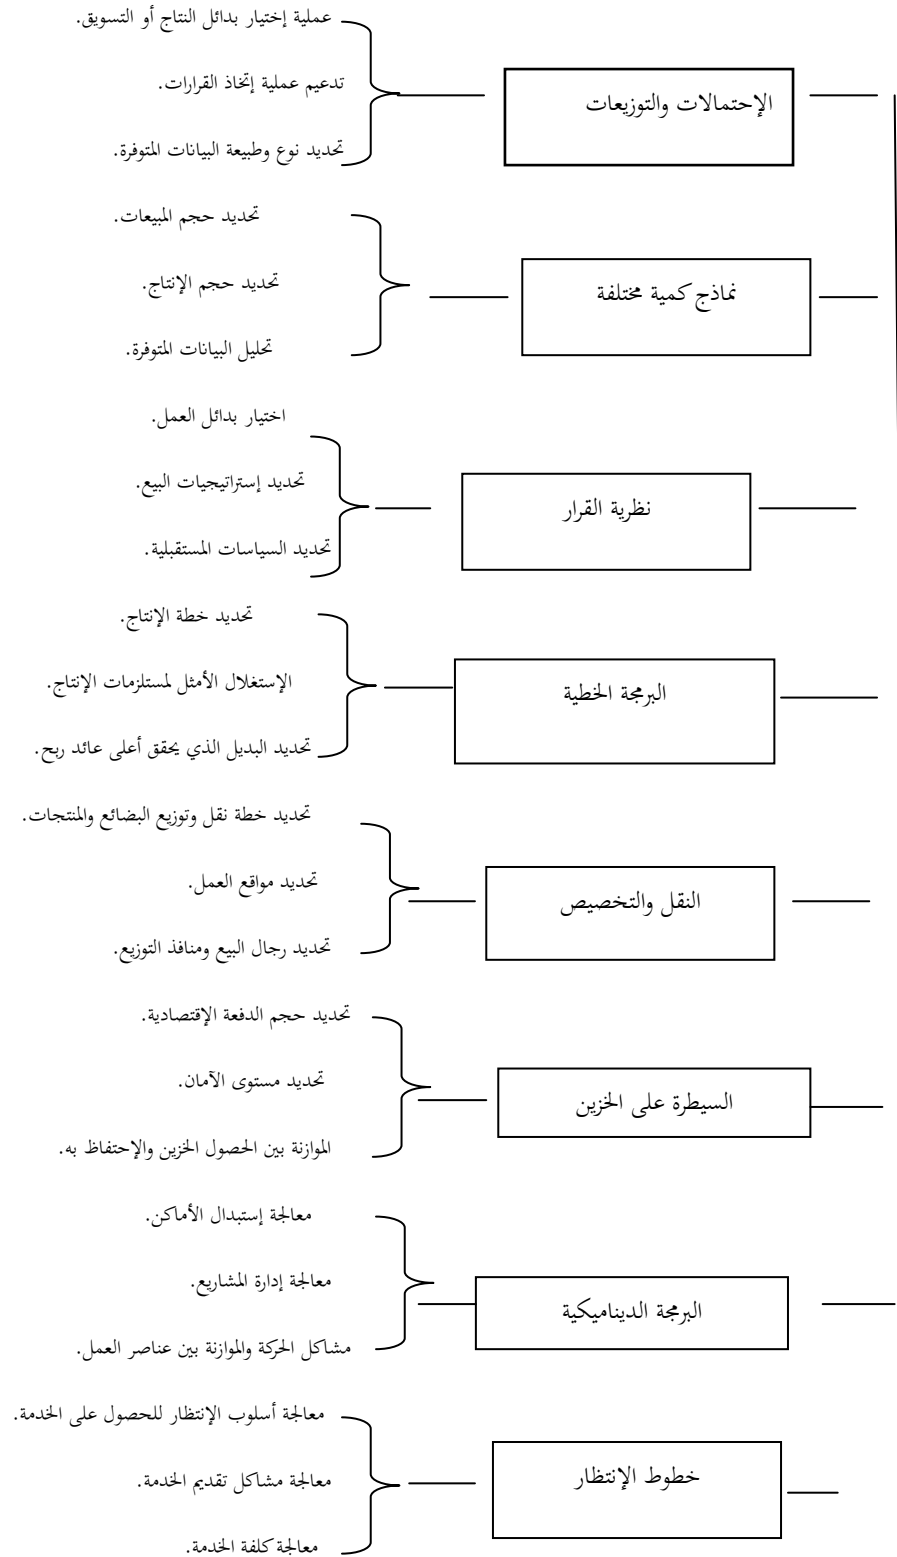 الإحتمالات والتوزيعات
عملية إختيار بدائل النتاج أو التسويق.
تدعيم عملية إتخاذ القرارات.
تحديد نوع وطبيعة البيانات المتوفرة.
نماذج كمية مختلفة
تحديد حجم المبيعات.
تحديد حجم الإنتاج.
تحليل البيانات المتوفرة.
نظرية القرار
اختيار بدائل العمل.
تحديد إستراتيجيات البيع.
تحديد السياسات المستقبلية.
البرمجة الخطية
تحديد خطة الإنتاج.
الإستغلال الأمثل لمستلزمات الإنتاج.
تحديد البديل الذي يحقق أعلى عائد ربح.
النقل والتخصيص
تحديد خطة نقل وتوزيع البضائع والمنتجات.
تحديد مواقع العمل.
تحديد رجال البيع ومنافذ التوزيع.
السيطرة على الخزين
تحديد حجم الدفعة الإقتصادية.
تحديد مستوى الآمان.
الموازنة بين الحصول الخزين والإحتفاظ به.
البرمجة الديناميكية
معالجة إستبدال الأماكن.
معالجة إدارة المشاريع.
مشاكل الحركة والموازنة بين عناصر العمل.
خطوط الإنتظار
معالجة أسلوب الإنتظار للحصول على الخدمة.
معالجة مشاكل تقديم الخدمة.
معالجة كلفة الخدمة.